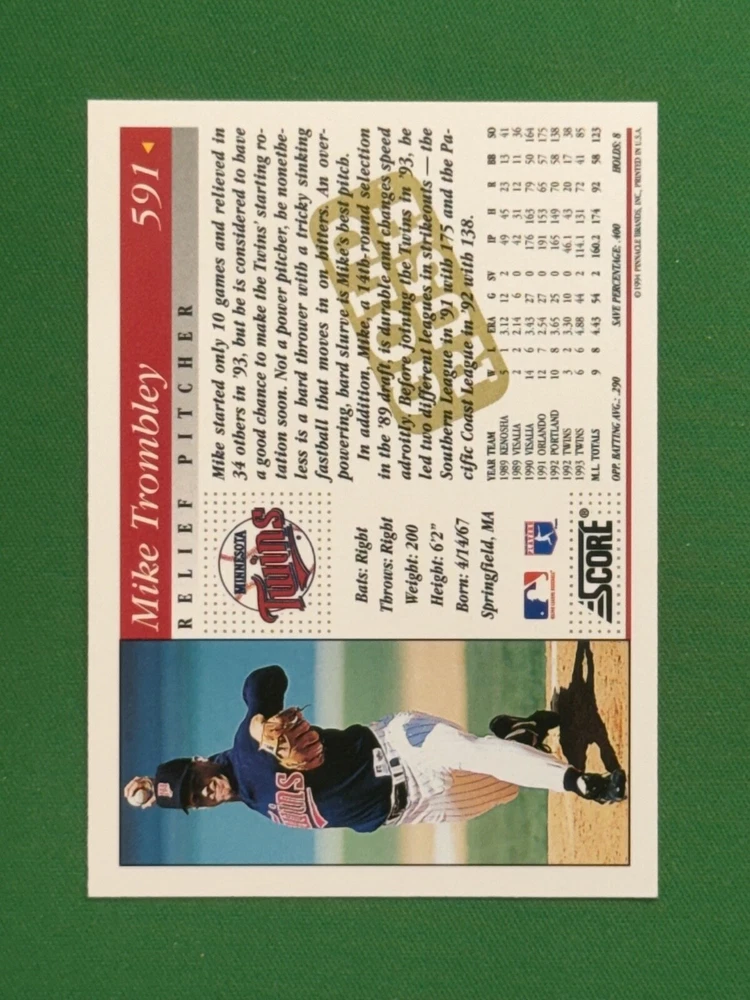 Mike Trombley 591
RELIEF PITCHER
MINNESOTA
Twins
Bats: Right
Throws: Right
Weight: 200
Height: 6'2"
Born: 4/14/67
Springfield, MA
SCORE®
Mike started only 10 games and relieved in
34 others in '93, but he is considered to have
a good chance to make the Twins' starting ro-
tation soon. Not a power pitcher, he nonethe-
less is a hard thrower with a tricky sinking
fastball that moves in on hitters. An over-
powering, hard slurve is Mike's best pitch.
In addition, Mike, a 14th round selection
in the '89 draft, is durable and changes speed
adroitly. Before joining the Twins in '93, he
led two different leagues in strikeouts — the
Southern League in '91 with 175 and the Pa-
cific Coast League in '92 with 138.
YEAR TEAM W L ERA G SV IP H R BB SO
1989 KENOSHA 5 1 3.12 12 2 49 45 23 13 41
1989 VISALIA 2 2 2.14 6 0 42 31 12 11 36
1990 VISALIA 14 6 3.43 27 0 176 163 79 50 164
1991 ORLANDO 12 7 2.54 27 0 191 153 65 57 175
1992 PORTLAND 10 8 3.65 25 0 165 149 70 58 138
1992 TWINS 3 2 3.30 10 0 46.1 43 20 17 38
1993 TWINS 6 6 4.88 44 2 114.1 131 72 41 85
M.L. TOTALS 9 8 4.43 54 2 160.2 174 92 58 123
OPP. BATTING AVG.: .290 SAVE PERCENTAGE: .400 HOLDS: 8
© 1994 PINNACLE BRANDS, INC., PRINTED IN U.S.A.
Twins